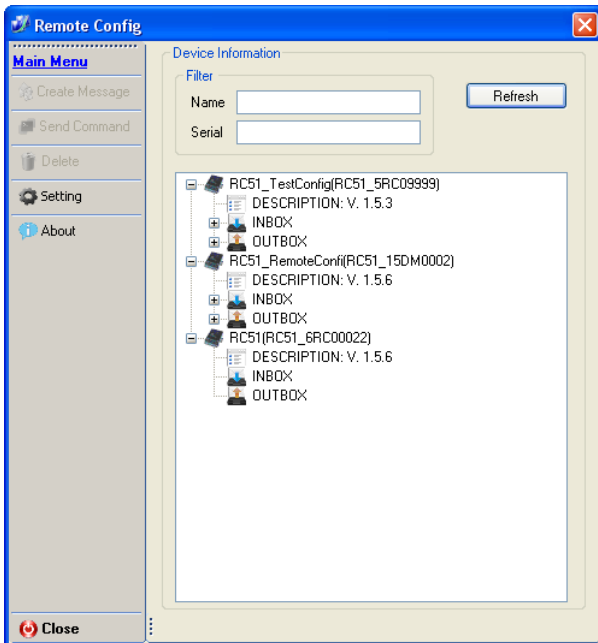 Remote Config
Main Menu
Create Message
Send Command
Delete
Setting
About
Close
Device Information
Filter
Name
Serial
Refresh
RC51_TestConfig(RC51_5RC09999)
DESCRIPTION: V. 1.5.3
INBOX
OUTBOX
RC51_RemoteConfi(RC51_15DM0002)
DESCRIPTION: V. 1.5.6
INBOX
OUTBOX
RC51(RC51_6RC00022)
DESCRIPTION: V. 1.5.6
INBOX
OUTBOX